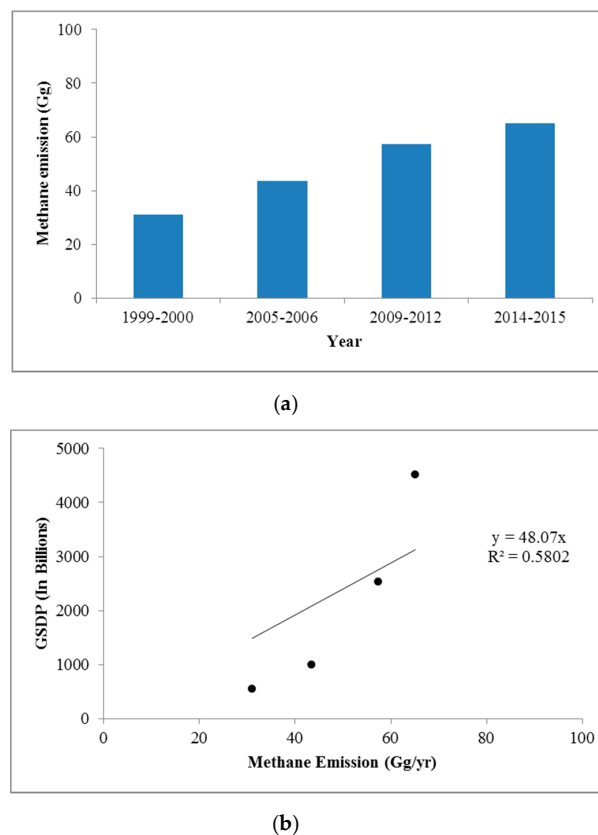 100
80
60
40
20
0
Methane emission (Gg)
1999-2000 2005-2006 2009-2012 2014-2015
Year
(a)
5000
4000
3000
2000
1000
0
GSDP (In Billions)
y = 48.07x
R² = 0.5802
0 20 40 60 80 100
Methane Emission (Gg/yr)
(b)